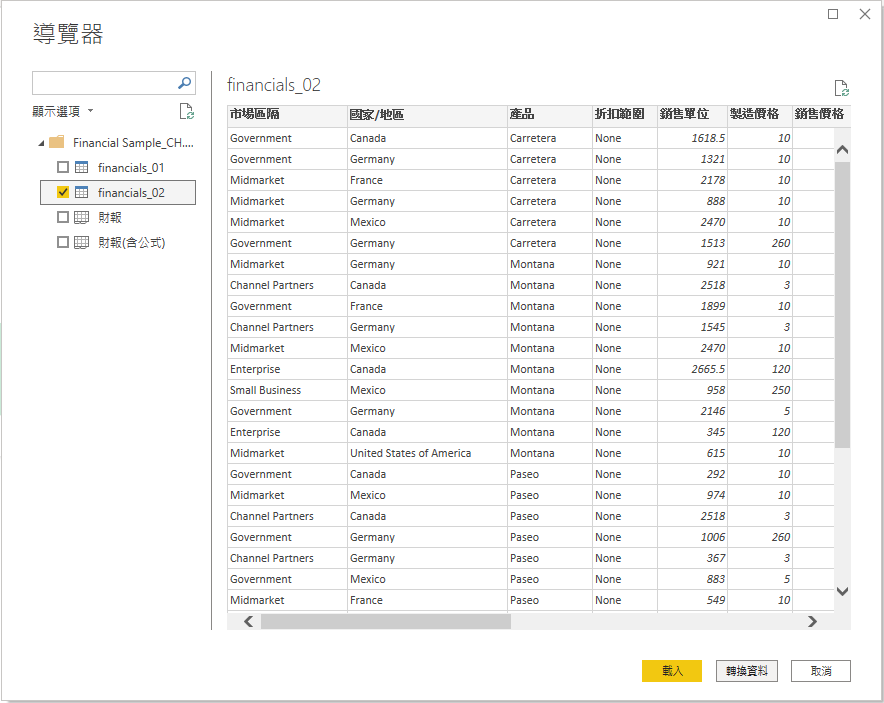 導覽器
顯示選項
Financial Sample_CH....
financials_01
financials_02
財報
財報(含公式)
financials_02
市場區隔 國家/地區 產品 折扣範圍 銷售單位 製造價格 銷售價格
Government Canada Carretera None 1618.5 10
Government Germany Carretera None 1321 10
Midmarket France Carretera None 2178 10
Midmarket Germany Carretera None 888 10
Midmarket Mexico Carretera None 2470 10
Government Germany Carretera None 1513 260
Midmarket Germany Montana None 921 10
Channel Partners Canada Montana None 2518 3
Government France Montana None 1899 10
Channel Partners Germany Montana None 1545 3
Midmarket Mexico Montana None 2470 10
Enterprise Canada Montana None 2665.5 120
Small Business Mexico Montana None 958 250
Government Germany Montana None 2146 5
Enterprise Canada Montana None 345 120
Midmarket United States of America Montana None 615 10
Government Canada Paseo None 292 10
Midmarket Mexico Paseo None 974 10
Channel Partners Canada Paseo None 2518 3
Government Germany Paseo None 1006 260
Channel Partners Germany Paseo None 367 3
Government Mexico Paseo None 883 5
Midmarket France Paseo None 549 10
載入 轉換資料 取消